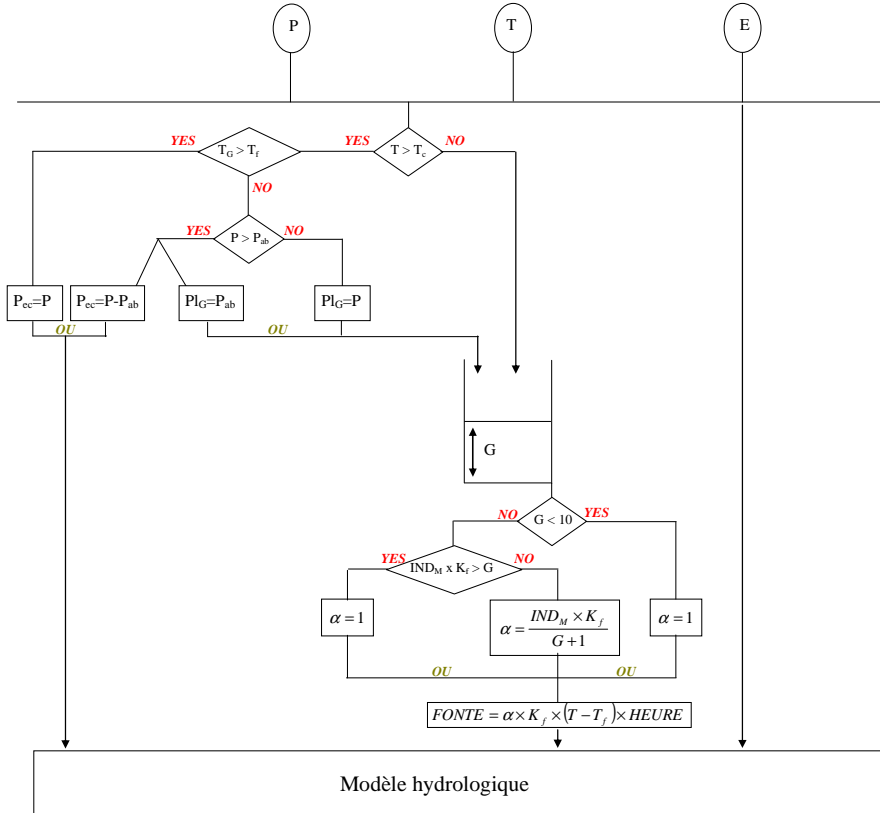 P
T
E
YES
T_G > T_f
YES
T > T_c
NO
NO
YES
P > P_ab
NO
P_ec=P
P_ec=P-P_ab
Pl_G=P_ab
Pl_G=P
OU
OU
G
NO
G < 10
YES
YES
IND_M x K_f > G
NO
α = 1
α = \frac{IND_M × K_f}{G + 1}
α = 1
OU
OU
FONTE = α × K_f × (T − T_f) × HEURE
Modèle hydrologique